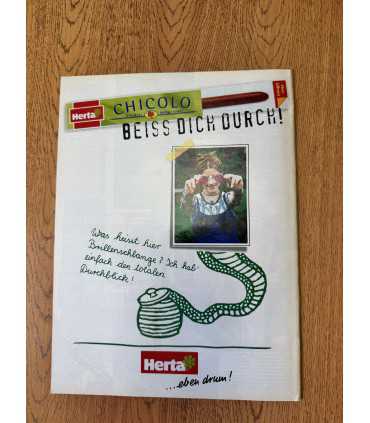 Herta
CHICOLO
BEISS DICH DURCH!
Was heisst hier
Brillenschlange? Ich hab
einfach den totalen
Durchblick!
Herta
...eben drum!